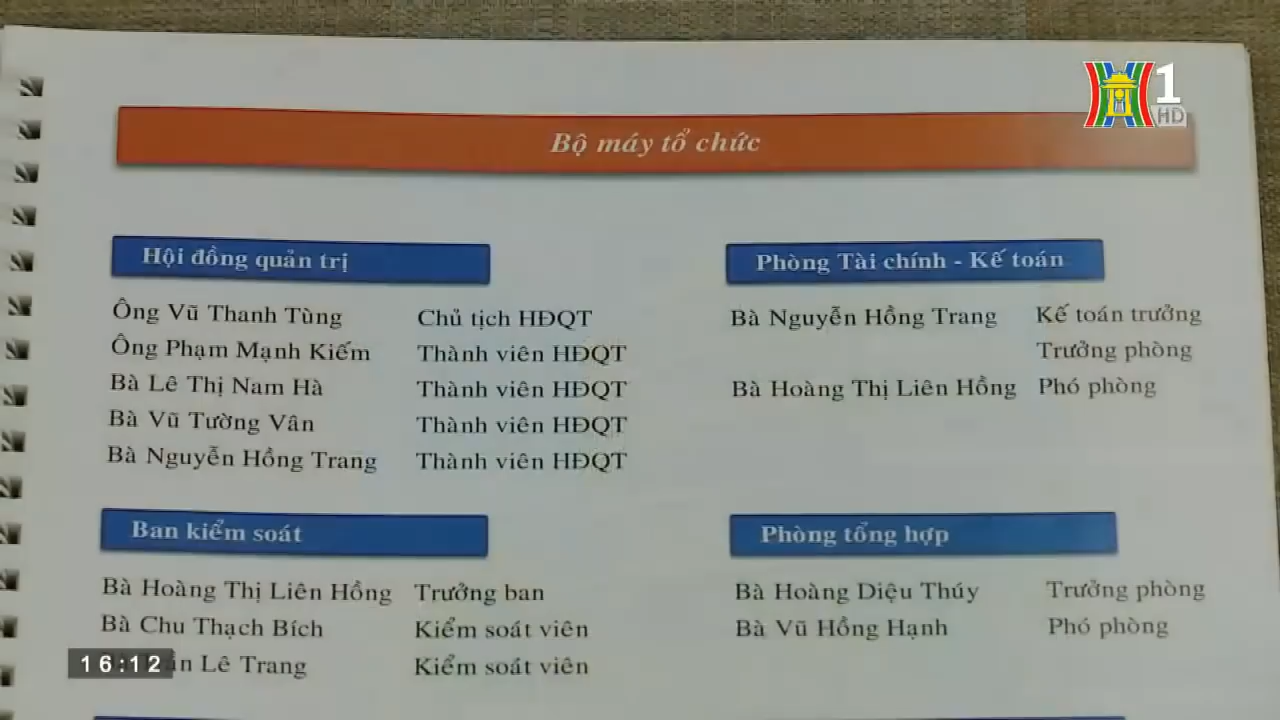 1
HD
Bộ máy tổ chức
Hội đồng quản trị
Ông Vũ Thanh Tùng Chủ tịch HĐQT
Ông Phạm Mạnh Kiếm Thành viên HĐQT
Bà Lê Thị Nam Hà Thành viên HĐQT
Bà Vũ Tường Vân Thành viên HĐQT
Bà Nguyễn Hồng Trang Thành viên HĐQT
Phòng Tài chính - Kế toán
Bà Nguyễn Hồng Trang Kế toán trưởng
Trưởng phòng
Bà Hoàng Thị Liên Hồng Phó phòng
Ban kiểm soát
Bà Hoàng Thị Liên Hồng Trưởng ban
Bà Chu Thạch Bích Kiểm soát viên
Lê Trang Kiểm soát viên
Phòng tổng hợp
Bà Hoàng Diệu Thúy Trưởng phòng
Bà Vũ Hồng Hạnh Phó phòng
16:12